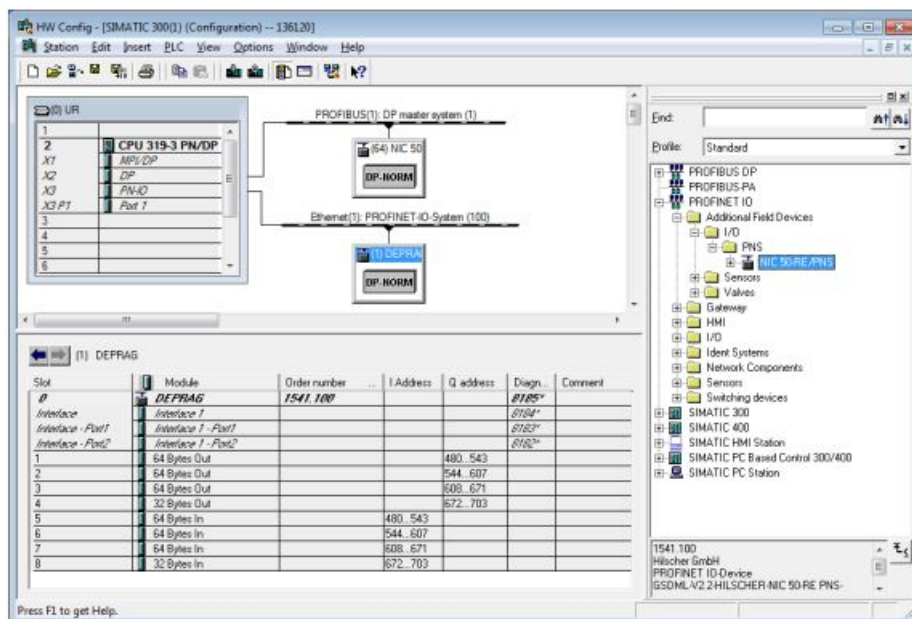 HW Config - [SIMATIC 300(1) (Configuration) -- 136120]
Station Edit Insert PLC View Options Window Help
(0) UR
1
2 CPU 319-3 PN/DP
X1 MPI/DP
X2 DP
X3 PN-IO
X3 P1 Port 1
3
4
5
6
PROFIBUS(1): DP master system (1)
(64) NIC 50
DP-NORM
Ethernet(1): PROFINET-IO-System (100)
(1) DEPRAG
DP-NORM
Find:
Profile: Standard
PROFIBUS DP
PROFIBUS-PA
PROFINET IO
Additional Field Devices
I/O
PNS
NIC 50-RE/PNS
Sensors
Valves
Gateway
HMI
I/O
Ident Systems
Network Components
Sensors
Switching devices
SIMATIC 300
SIMATIC 400
SIMATIC HMI Station
SIMATIC PC Based Control 300/400
SIMATIC PC Station
(1) DEPRAG
Slot Module Order number ... I Address Q address Diagn... Comment
0 DEPRAG 1541.100 8185*
Interface Interface 1 8184*
Interface - Port1 Interface 1 - Port1 8183*
Interface - Port2 Interface 1 - Port2 8182*
1 64 Bytes Out 480...543
2 64 Bytes Out 544...607
3 64 Bytes Out 608...671
4 32 Bytes Out 672...703
5 64 Bytes In 480...543
6 64 Bytes In 544...607
7 64 Bytes In 608...671
8 32 Bytes In 672...703
1541.100
Hilscher GmbH
PROFINET IO-Device
GSDML-V2.2-HILSCHER-NIC 50-RE PNS-
Press F1 to get Help.